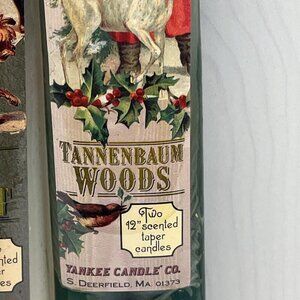 TANNENBAUM
WOODS
Two
12" scented
taper
candles
YANKEE CANDLE CO.
S. DEERFIELD, MA 01373